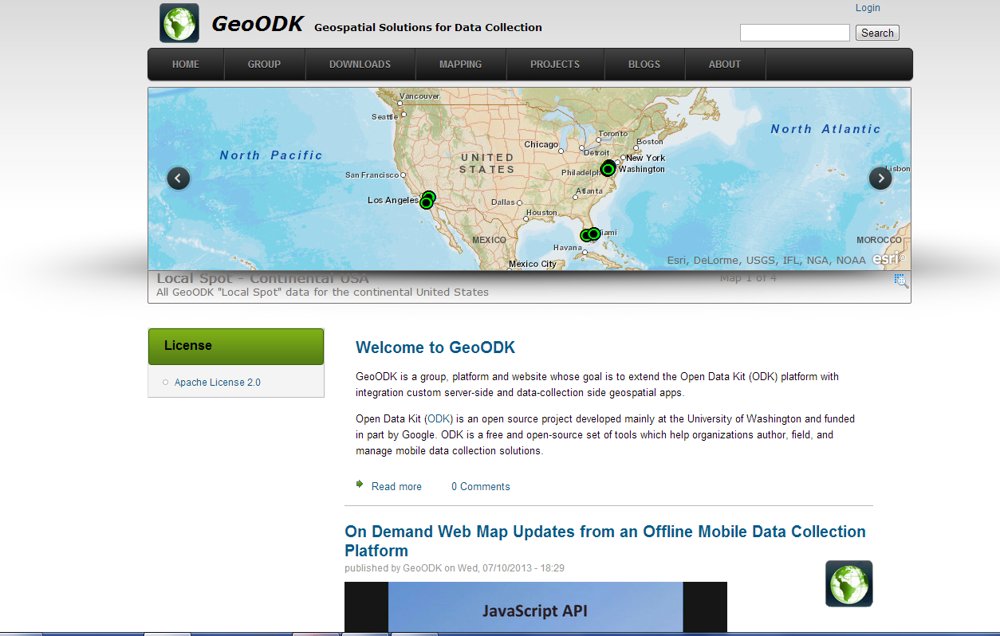 Login
GeoODK Geospatial Solutions for Data Collection
Search
HOME GROUP DOWNLOADS MAPPING PROJECTS BLOGS ABOUT
Vancouver
Seattle
Toronto
North Atlantic
Chicago
Boston
Detroit
North Pacific
UNITED
New York
STATES
Philadelph
Washington
Lisbon
San Francisco
Atlanta
Los Angeles
Dallas
Houston
iami
MEXICO
MOROCCO
Havana
México City
Esri, DeLorme, USGS, IFL, NGA, NOAA esri
Local Spot - Continental USA Map 1 of 4
All GeoODK "Local Spot" data for the continental United States
License
Apache License 2.0
Welcome to GeoODK
GeoODK is a group, platform and website whose goal is to extend the Open Data Kit (ODK) platform with
integration custom server-side and data-collection side geospatial apps.
Open Data Kit (ODK) is an open source project developed mainly at the University of Washington and funded
in part by Google. ODK is a free and open-source set of tools which help organizations author, field, and
manage mobile data collection solutions.
Read more 0 Comments
On Demand Web Map Updates from an Offline Mobile Data Collection
Platform
published by GeoODK on Wed, 07/10/2013 - 18:29
JavaScript API